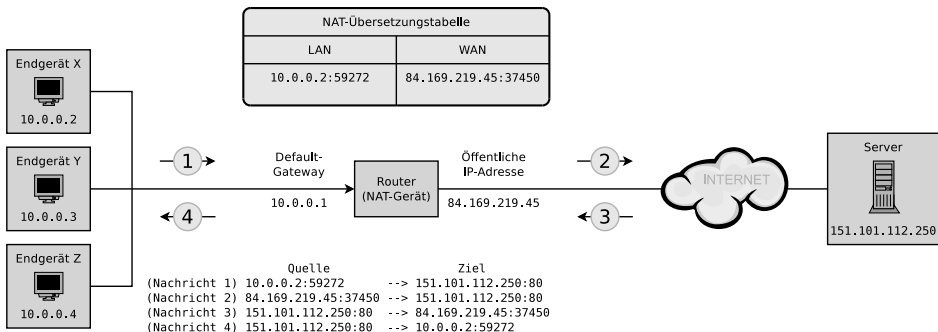 NAT-Übersetzungstabelle
LAN WAN
10.0.0.2:59272 84.169.219.45:37450
Endgerät X
10.0.0.2
Endgerät Y
10.0.0.3
Endgerät Z
10.0.0.4
1
4
Default-
Gateway
10.0.0.1
Router
(NAT-Gerät)
Öffentliche
IP-Adresse
84.169.219.45
2
3
INTERNET
Server
151.101.112.250
Quelle Ziel
(Nachricht 1) 10.0.0.2:59272 --> 151.101.112.250:80
(Nachricht 2) 84.169.219.45:37450 --> 151.101.112.250:80
(Nachricht 3) 151.101.112.250:80 --> 84.169.219.45:37450
(Nachricht 4) 151.101.112.250:80 --> 10.0.0.2:59272